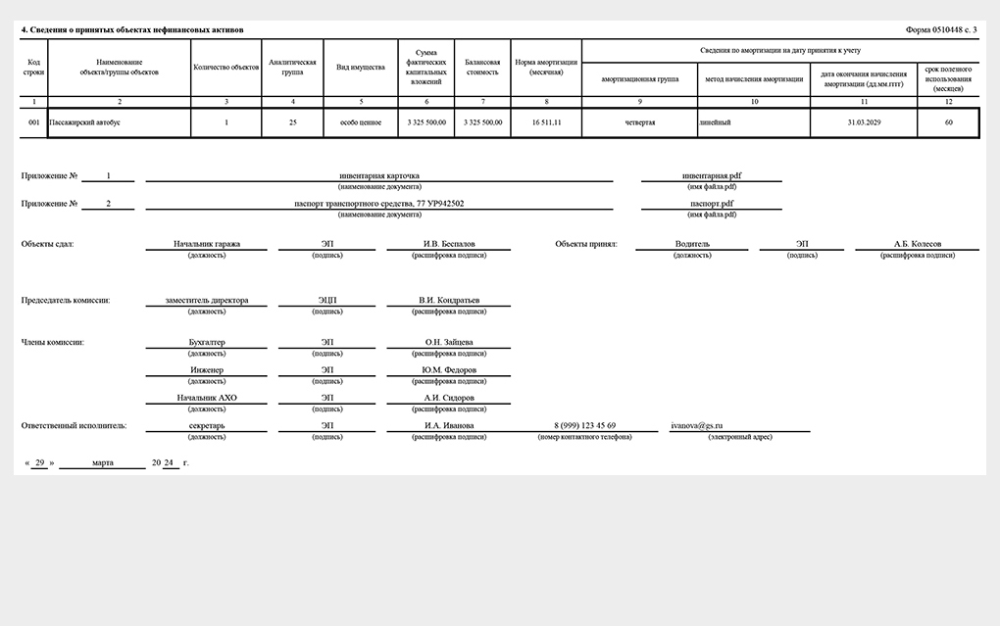 4. Сведения о принятых объектах нефинансовых активов Форма 0510448 с. 3
Код строки Наименование объекта/группы объектов Количество объектов Аналитическая группа Вид имущества Сумма фактических капитальных вложений Балансовая стоимость Норма амортизации (месячная) Сведения по амортизации на дату принятия к учету
амортизационная группа метод начисления амортизации дата окончания начисления амортизации (дд.мм.гггг) срок полезного использования (месяцев)
1 2 3 4 5 6 7 8 9 10 11 12
001 Пассажирский автобус 1 25 особо ценное 3 325 500,00 3 325 500,00 16 511,11 четвертая линейный 31.03.2029 60
Приложение № 1 инвентарная карточка инвентарная.pdf
(наименование документа) (имя файла.pdf)
Приложение № 2 паспорт транспортного средства, 77 УР942502 паспорт.pdf
(наименование документа) (имя файла.pdf)
Объекты сдал: Начальник гаража ЭП И.В. Беспалов Объекты принял: Водитель ЭП А.Б. Колесов
(должность) (подпись) (расшифровка подписи) (должность) (подпись) (расшифровка подписи)
Председатель комиссии: заместитель директора ЭЦП В.И. Кондратьев
(должность) (подпись) (расшифровка подписи)
Члены комиссии: Бухгалтер ЭП О.Н. Зайцева
(должность) (подпись) (расшифровка подписи)
Инженер ЭП Ю.М. Федоров
(должность) (подпись) (расшифровка подписи)
Начальник АХО ЭП А.И. Сидоров
(должность) (подпись) (расшифровка подписи)
Ответственный исполнитель: секретарь ЭП И.А. Иванова 8 (999) 123 45 69 ivanova@gs.ru
(должность) (подпись) (расшифровка подписи) (номер контактного телефона) (электронный адрес)
« 29 » марта 20 24 г.